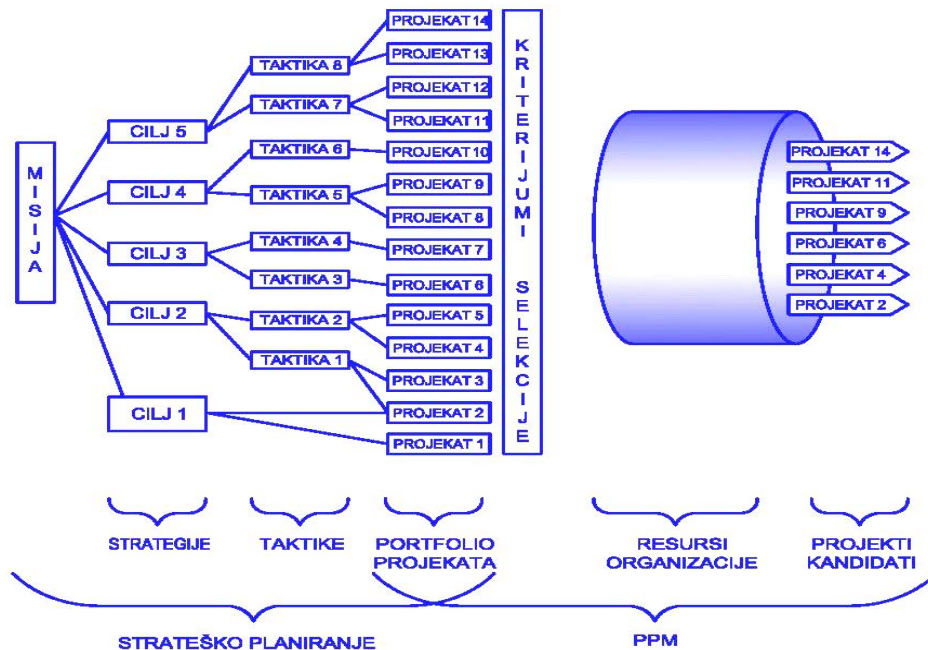 MISIJA
CILJ 5
CILJ 4
CILJ 3
CILJ 2
CILJ 1
TAKTIKA 8
TAKTIKA 7
TAKTIKA 6
TAKTIKA 5
TAKTIKA 4
TAKTIKA 3
TAKTIKA 2
TAKTIKA 1
PROJEKAT 14
PROJEKAT 13
PROJEKAT 12
PROJEKAT 11
PROJEKAT 10
PROJEKAT 9
PROJEKAT 8
PROJEKAT 7
PROJEKAT 6
PROJEKAT 5
PROJEKAT 4
PROJEKAT 3
PROJEKAT 2
PROJEKAT 1
KRITERIJUMI SELEKCIJE
PROJEKAT 14
PROJEKAT 11
PROJEKAT 9
PROJEKAT 6
PROJEKAT 4
PROJEKAT 2
STRATEGIJE
TAKTIKE
PORTFOLIO
PROJEKATA
RESURSI
ORGANIZACIJE
PROJEKTI
KANDIDATI
STRATEŠKO PLANIRANJE
PPM